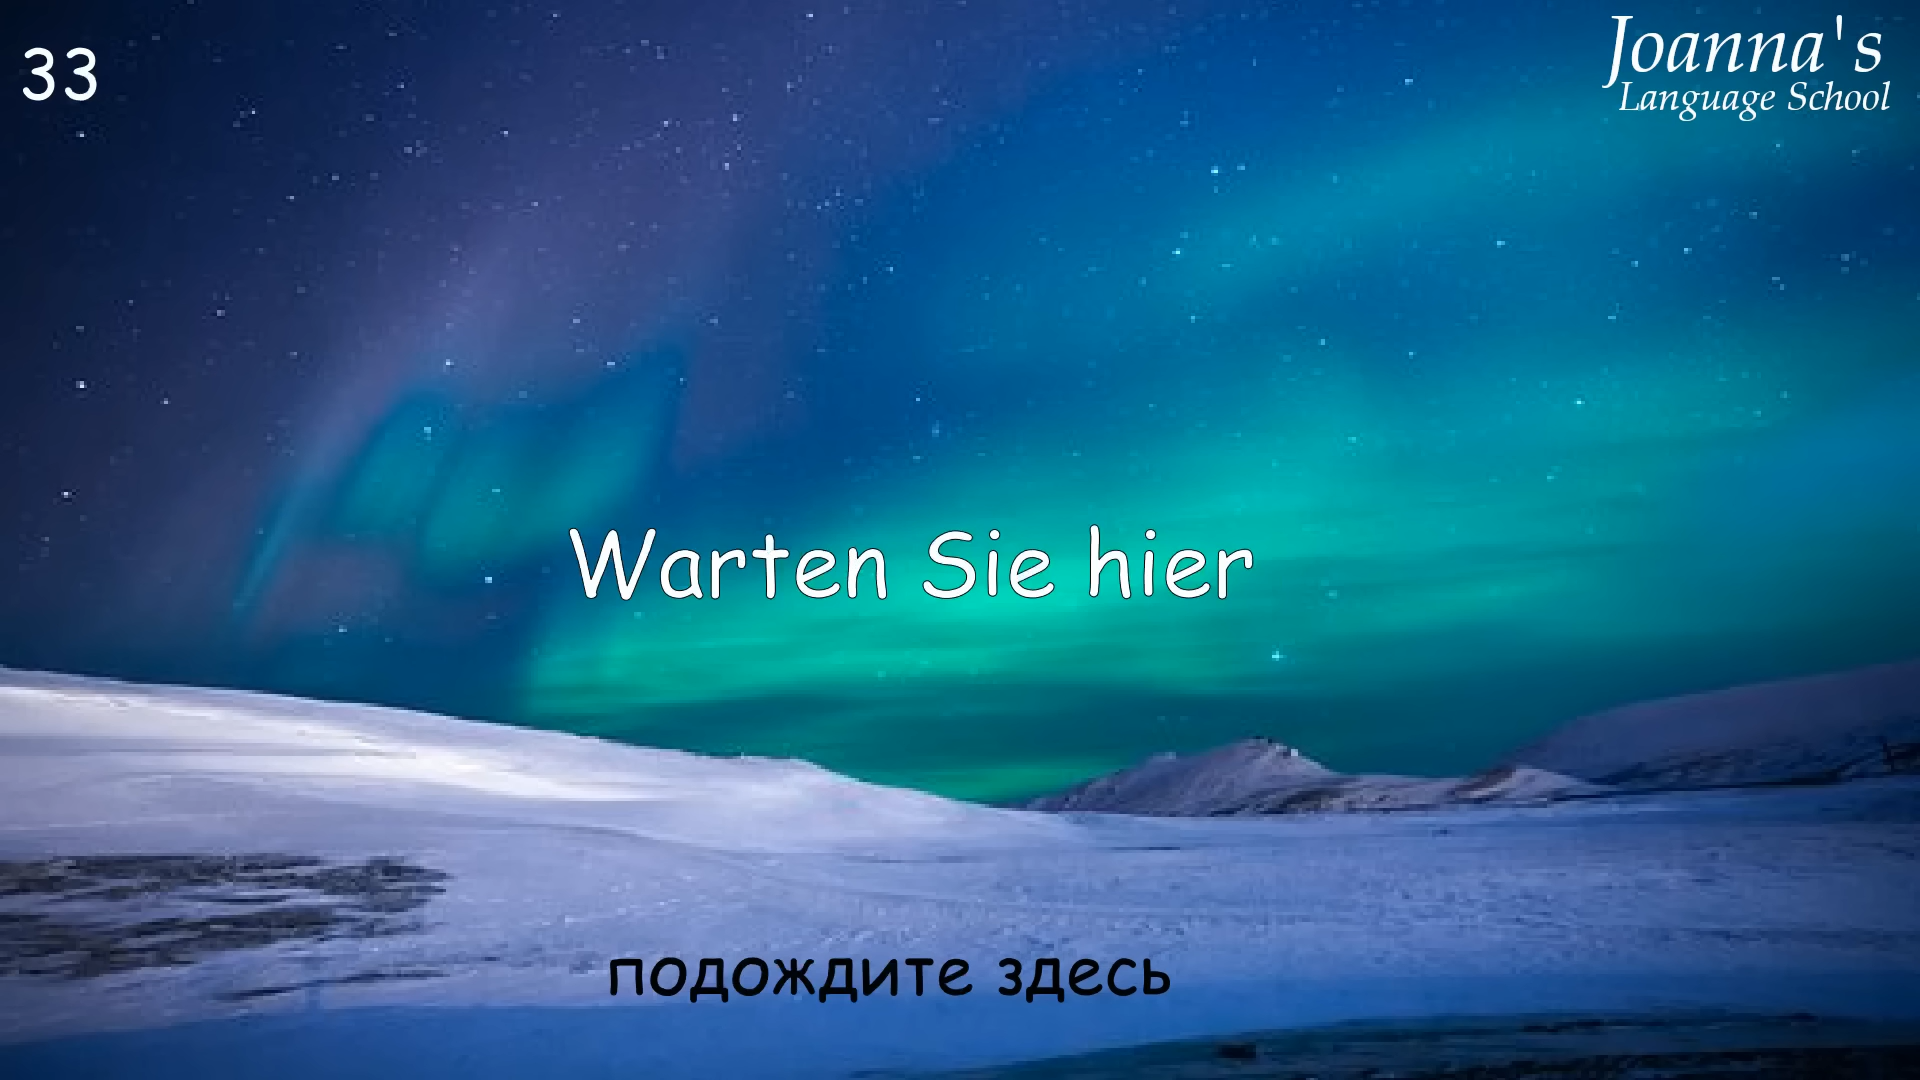 33
Joanna's
Language School
Warten Sie hier
подождите здесь